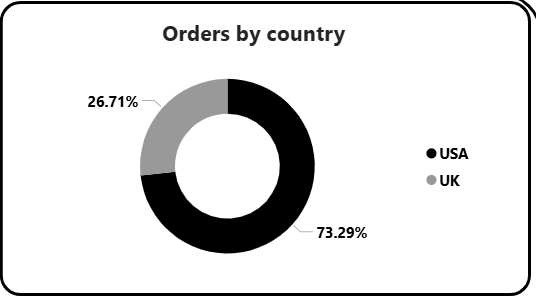 Orders by country
26.71%
USA
UK
73.29%